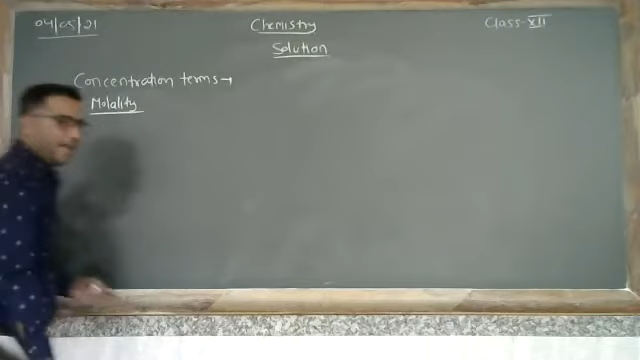 04/05/21 Chemistry Class-XII
Solution
Concentration terms→
Molality